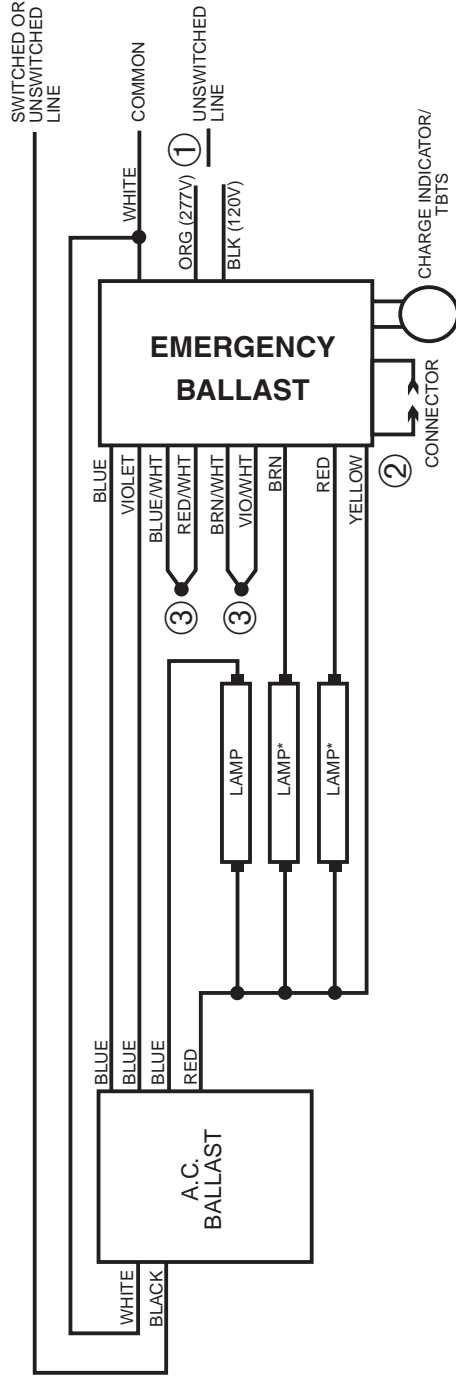 SWITCHED OR
UNSWITCHED
LINE
WHITE
COMMON
ORG (277V)
①
UNSWITCHED
LINE
BLK (120V)
EMERGENCY
BALLAST
CHARGE INDICATOR/
TBTS
②
CONNECTOR
BLUE
VIOLET
BLUE/WHT
RED/WHT
BRN/WHT
VIO/WHT
BRN
RED
YELLOW
③
③
LAMP
LAMP*
LAMP*
BLUE
BLUE
BLUE
RED
A.C.
BALLAST
WHITE
BLACK